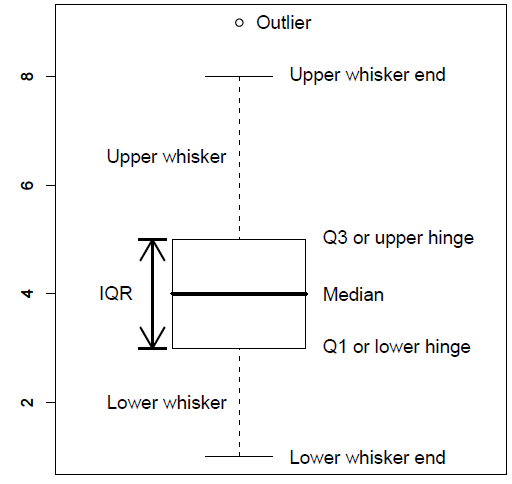 Outlier
8
Upper whisker end
Upper whisker
6
Q3 or upper hinge
IQR
4
Median
Q1 or lower hinge
2
Lower whisker
Lower whisker end